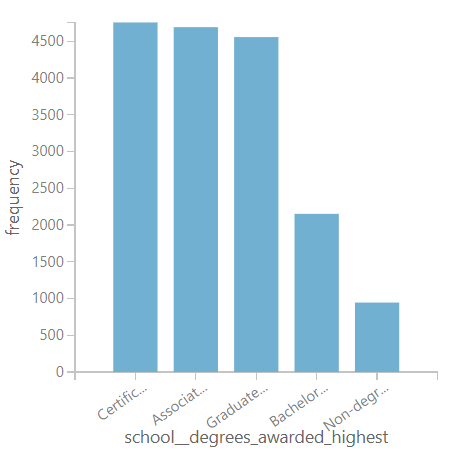 4500
4000
3500
3000
2500
2000
1500
1000
500
0
frequency
Certific...
Associat...
Graduate...
Bachelor...
Non-degr...
school__degrees_awarded_highest